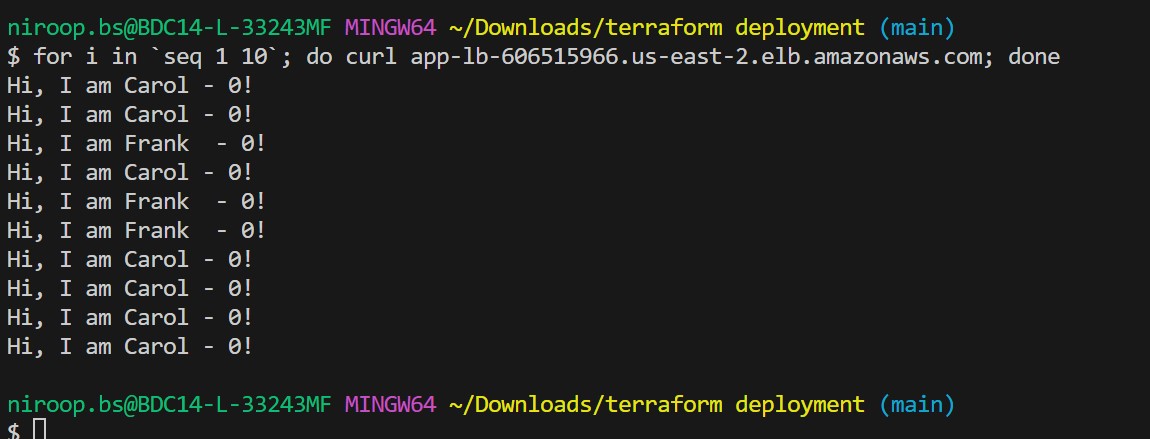 niroop.bs@BDC14-L-33243MF MINGW64 ~/Downloads/terraform deployment (main)
$ for i in `seq 1 10`; do curl app-lb-606515966.us-east-2.elb.amazonaws.com; done
Hi, I am Carol - 0!
Hi, I am Carol - 0!
Hi, I am Frank  - 0!
Hi, I am Carol - 0!
Hi, I am Frank  - 0!
Hi, I am Frank  - 0!
Hi, I am Carol - 0!
Hi, I am Carol - 0!
Hi, I am Carol - 0!
Hi, I am Carol - 0!
niroop.bs@BDC14-L-33243MF MINGW64 ~/Downloads/terraform deployment (main)
$